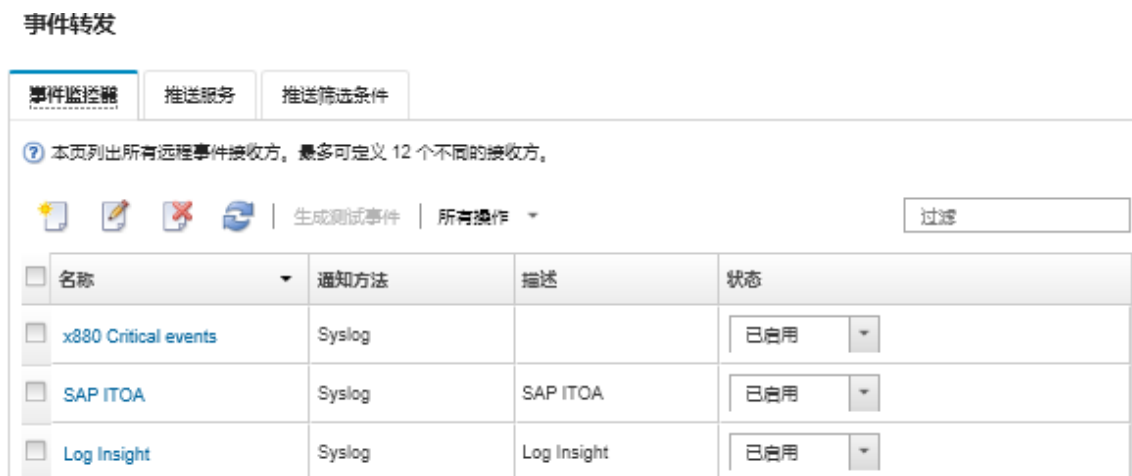 事件转发
事件监控器 推送服务 推送筛选条件
? 本页列出所有远程事件接收方。最多可定义 12 个不同的接收方。
生成测试事件 所有操作 过滤
名称 通知方法 描述 状态
x880 Critical events Syslog 已启用
SAP ITOA Syslog SAP ITOA 已启用
Log Insight Syslog Log Insight 已启用